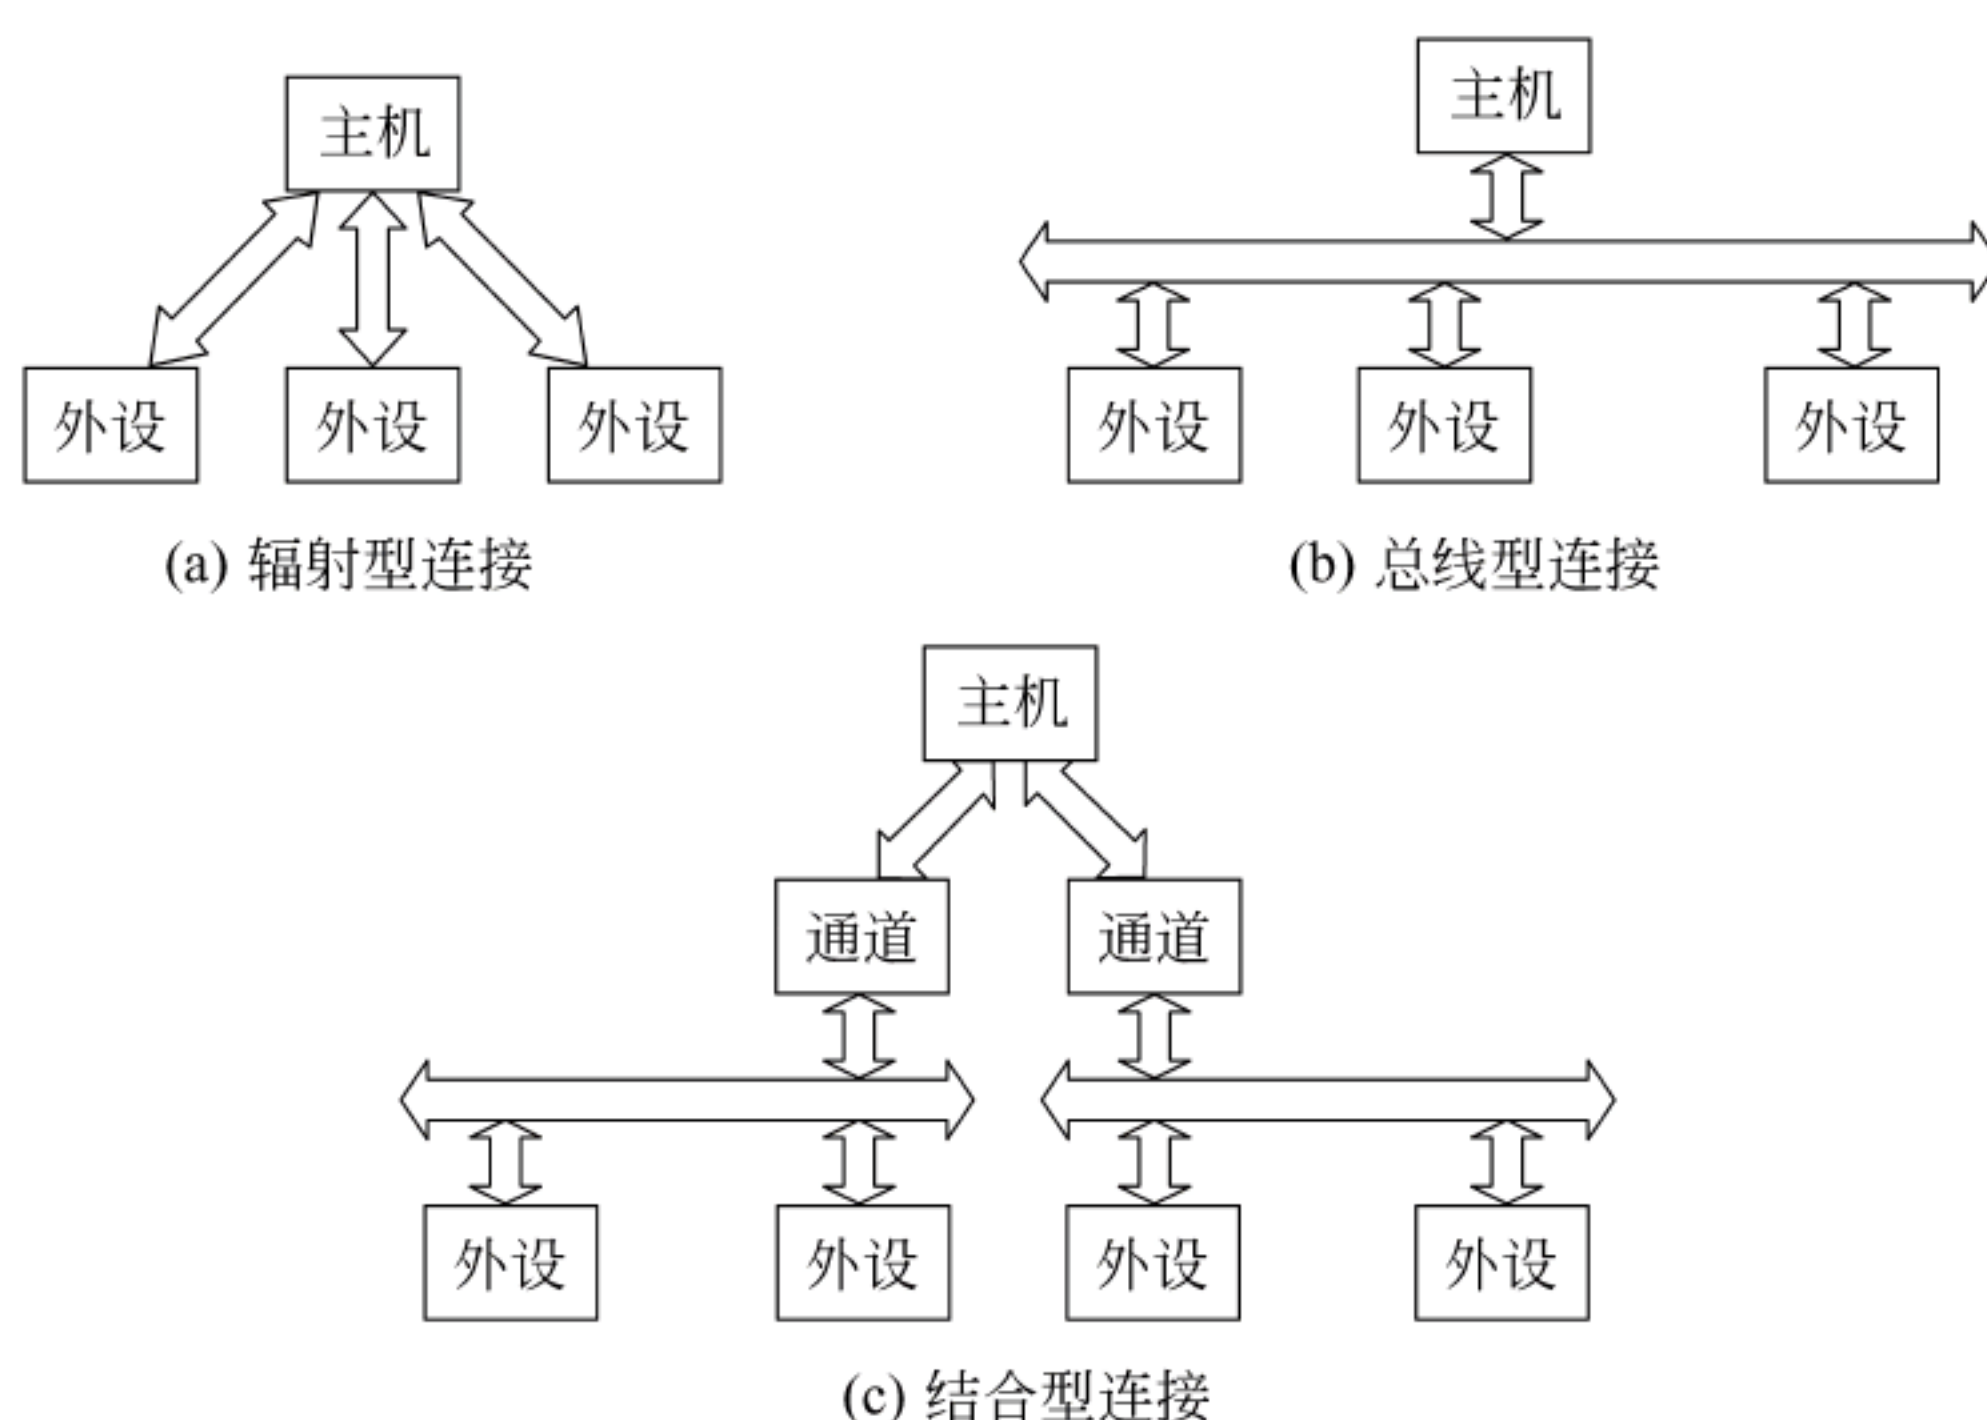 主机
主机
外设
外设
外设
外设
外设
外设
(a) 辐射型连接
(b) 总线型连接
主机
通道
通道
外设
外设
外设
外设
(c) 结合型连接